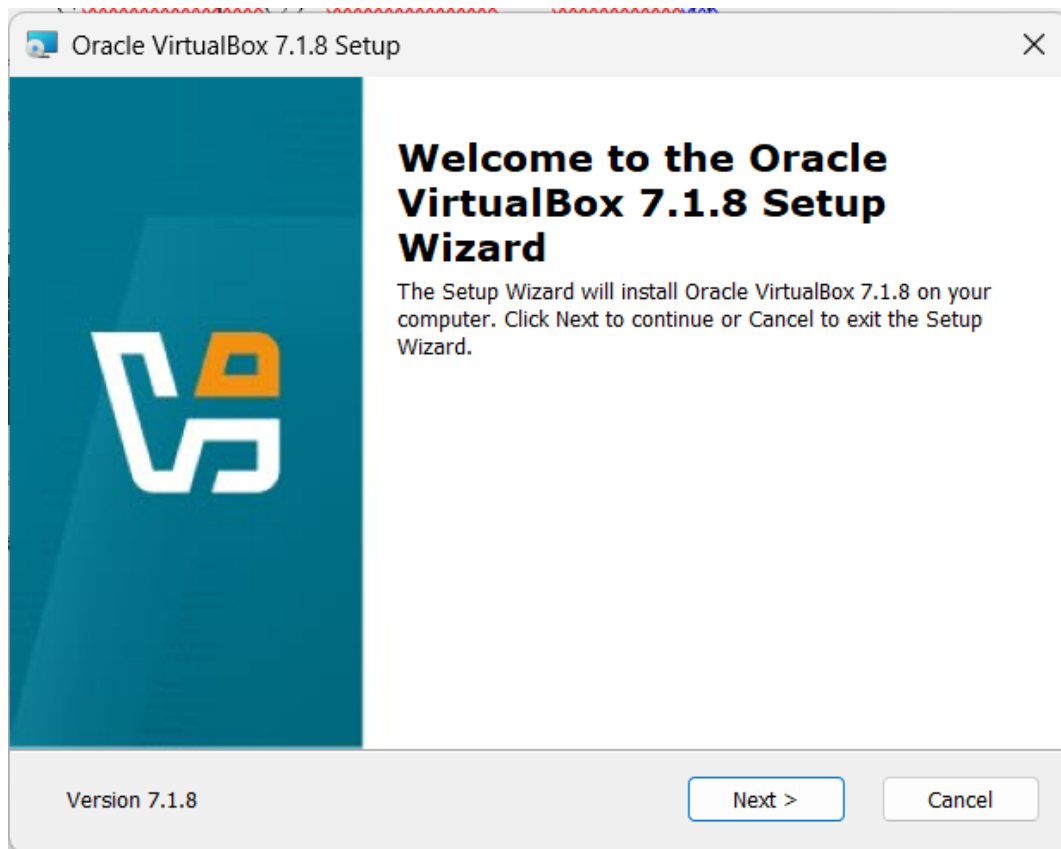 Oracle VirtualBox 7.1.8 Setup
Welcome to the Oracle
VirtualBox 7.1.8 Setup
Wizard
The Setup Wizard will install Oracle VirtualBox 7.1.8 on your
computer. Click Next to continue or Cancel to exit the Setup
Wizard.
Version 7.1.8
Next >
Cancel